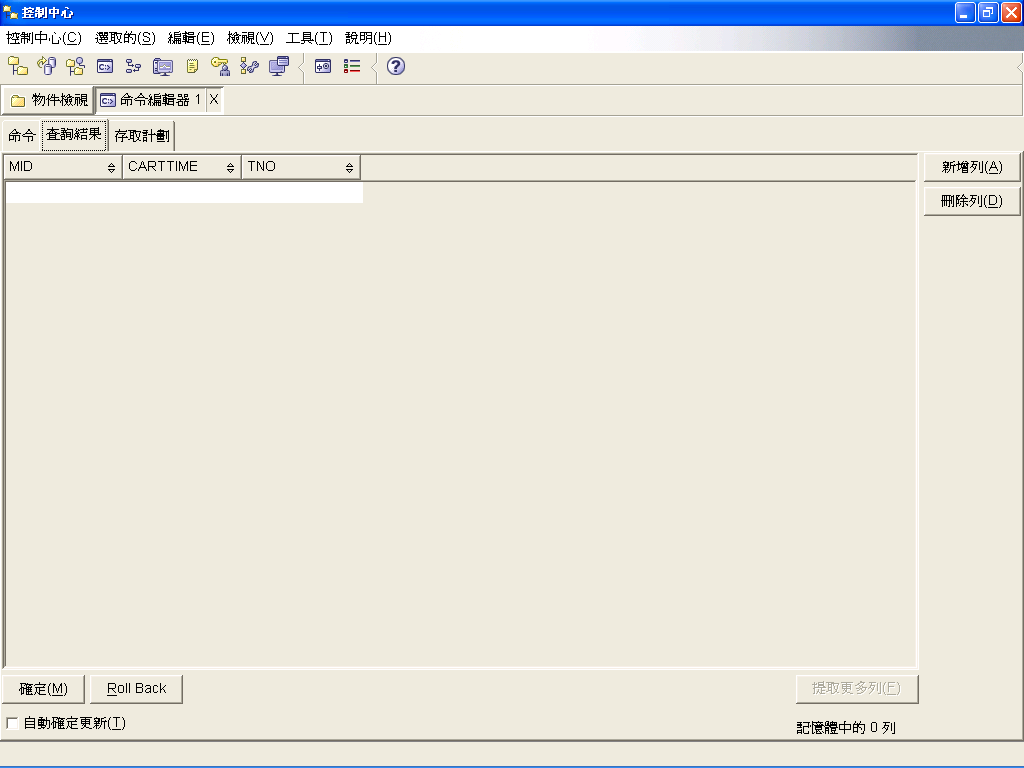 控制中心
控制中心(C) 選取的(S) 編輯(E) 檢視(V) 工具(T) 說明(H)
物件檢視 命令編輯器 1 X
命令 查詢結果 存取計劃
MID CARTTIME TNO
新增列(A)
刪除列(D)
確定(M) Roll Back 提取更多列(F)
自動確定更新(T)
記憶體中的 0 列